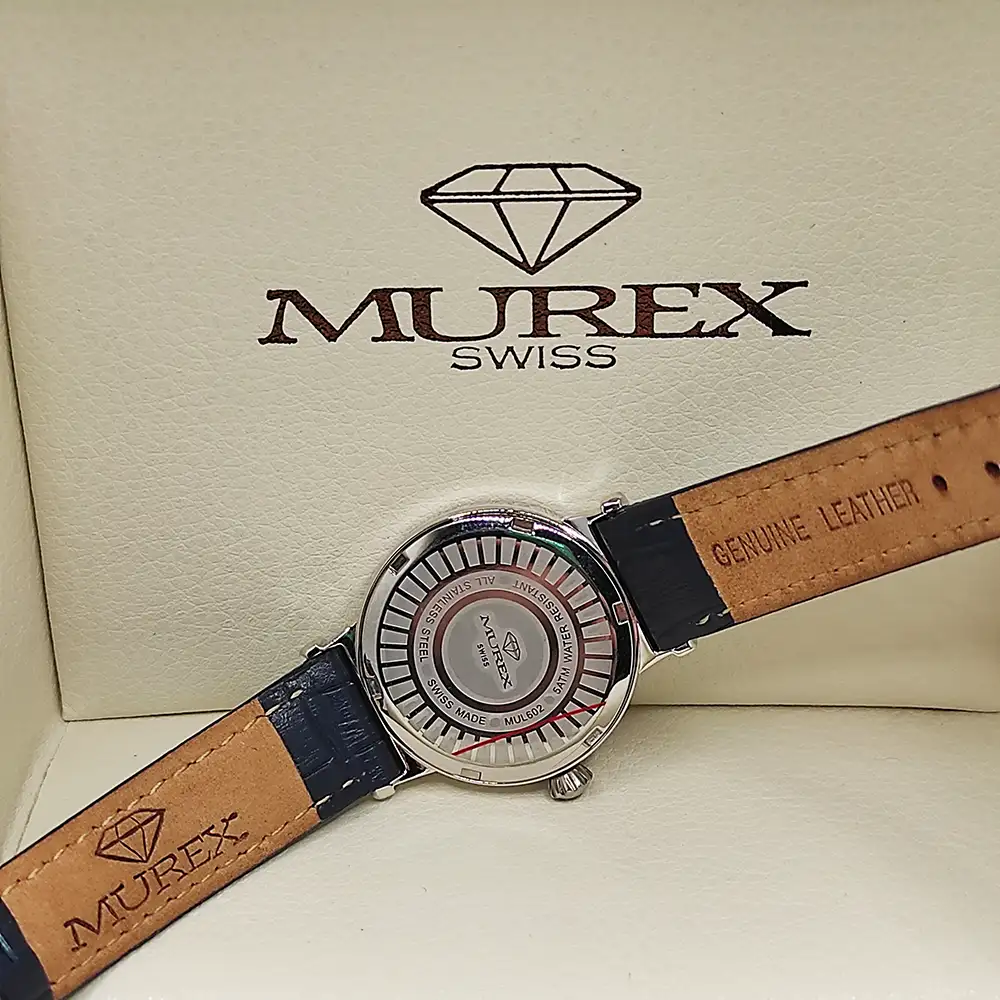 MUREX
SWISS
GENUINE LEATHER
ALL STAINLESS STEEL
5ATM WATER RESISTANT
SWISS MADE
MUL602
MUREX
SWISS
MUREX